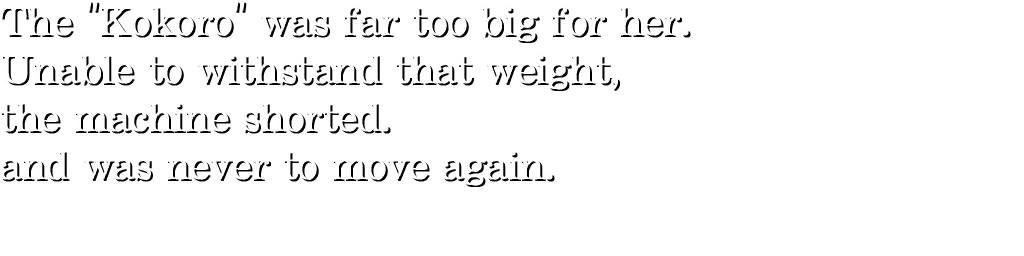 The "Kokoro" was far too big for her.
Unable to withstand that weight,
the machine shorted.
and was never to move again.